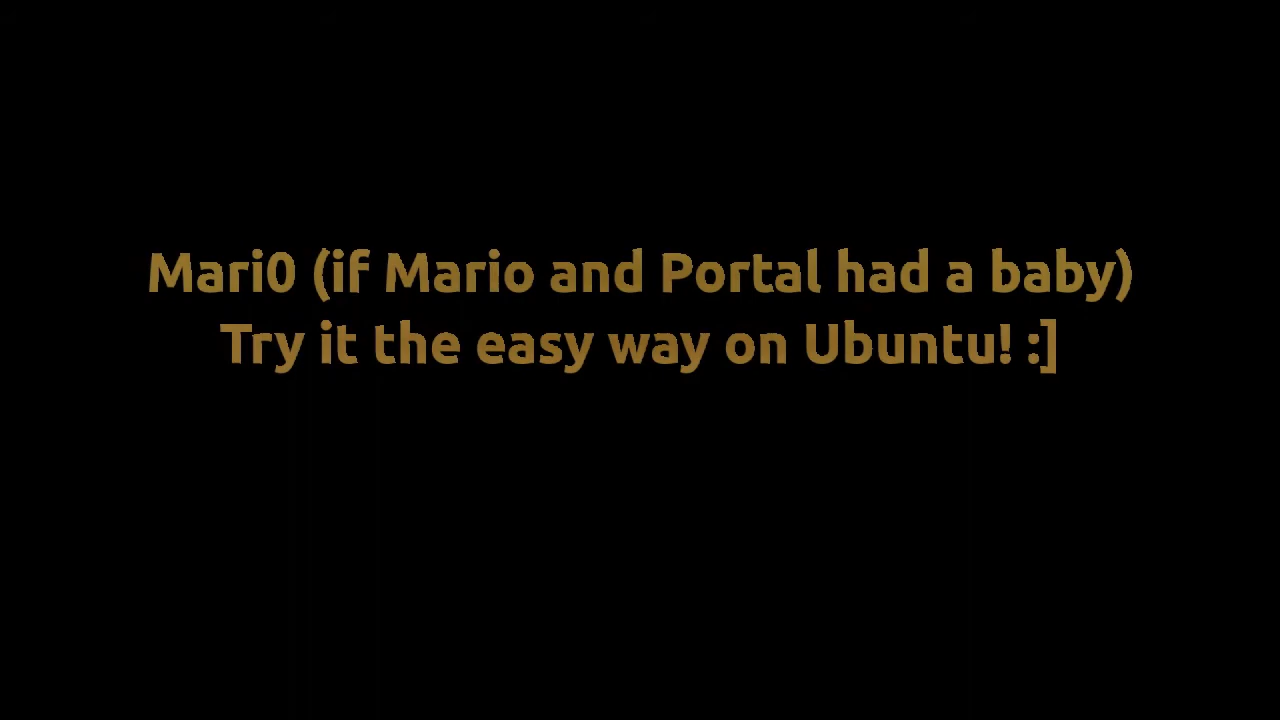 Mari0 (if Mario and Portal had a baby)
Try it the easy way on Ubuntu! :]